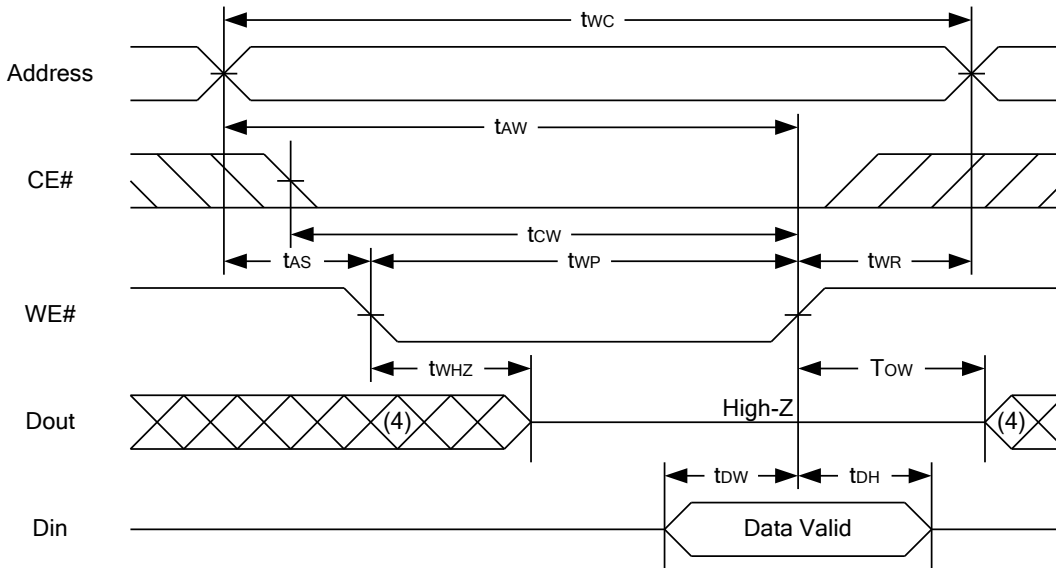 tWC
Address
tAW
CE#
tCW
tAS tWP tWR
WE#
tWHZ TOW
High-Z
Dout (4) (4)
tDW tDH
Din Data Valid